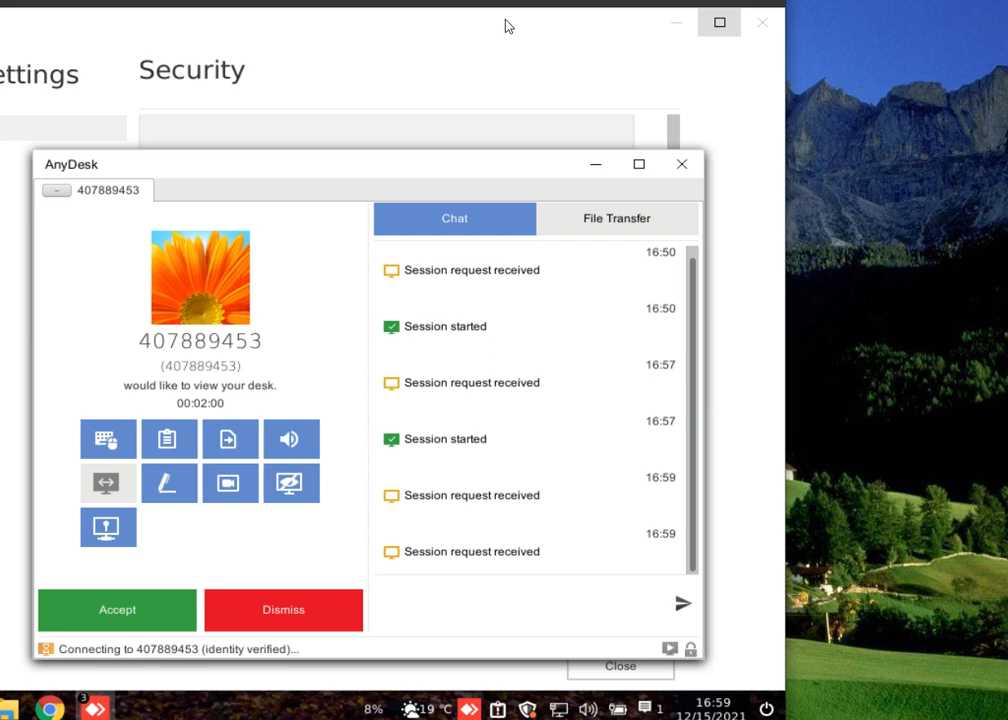 ettings
Security
AnyDesk
407889453
Chat
File Transfer
407889453
(407889453)
would like to view your desk.
00:02:00
16:50
Session request received
16:50
Session started
16:57
Session request received
16:57
Session started
16:59
Session request received
16:59
Session request received
Accept
Dismiss
Connecting to 407889453 (identity verified)...
Close
3
8%
19 °C
1
16:59
12/15/2021